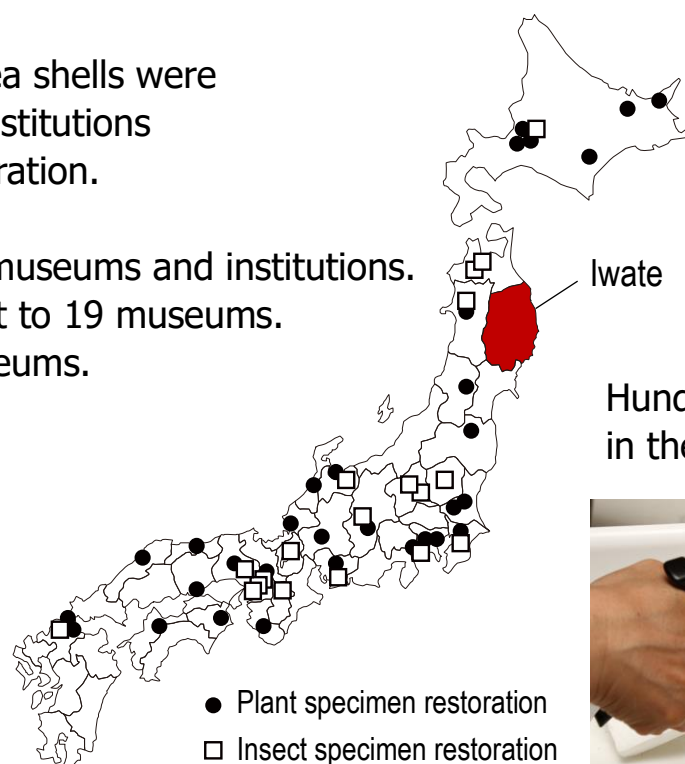 ea shells were
stitutions
ration.
museums and institutions.
t to 19 museums.
eums.
Iwate
Hund
in the
Plant specimen restoration
Insect specimen restoration